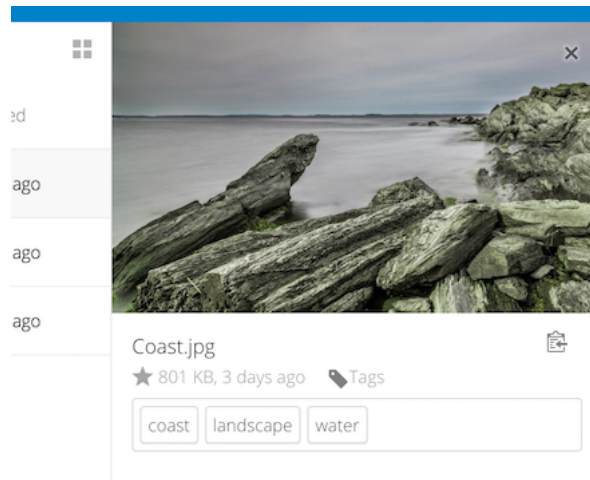 ed
ago
ago
ago
Coast.jpg
801 KB, 3 days ago Tags
coast landscape water